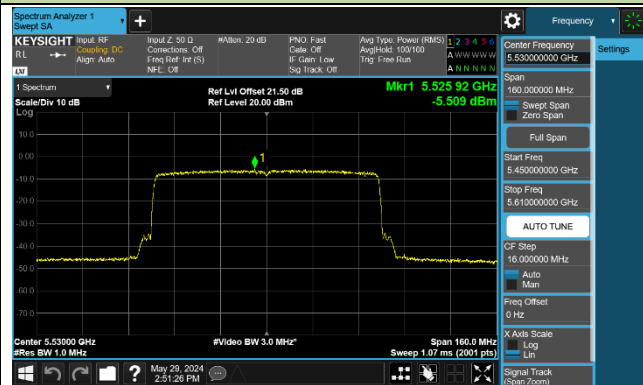 Spectrum Analyzer 1
Swept SA
+
Frequency
KEYSIGHT
RL
LXI
Input: RF
Coupling: DC
Align: Auto
Input Z: 50 Ω
Corrections: Off
Freq Ref: Int (S)
NFE: Off
#Atten: 20 dB
PNO: Fast
Gate: Off
IF Gain: Low
Sig Track: Off
Avg Type: Power (RMS)
Avg|Hold: 100/100
Trig: Free Run
1 2 3 4 5 6
A W W W W W
A N N N N N
1 Spectrum
Scale/Div 10 dB
Log
Ref Lvl Offset 21.50 dB
Ref Level 20.00 dBm
Mkr1 5.525 92 GHz
-5.509 dBm
10.0
0.00
-10.0
-20.0
-30.0
-40.0
-50.0
-60.0
-70.0
1
Center 5.53000 GHz
#Res BW 1.0 MHz
#Video BW 3.0 MHz*
Span 160.0 MHz
Sweep 1.07 ms (2001 pts)
May 29, 2024
2:51:26 PM
?
Center Frequency
5.530000000 GHz
Settings
Span
160.000000 MHz
Swept Span
Zero Span
Full Span
Start Freq
5.450000000 GHz
Stop Freq
5.610000000 GHz
AUTO TUNE
CF Step
16.000000 MHz
Auto
Man
Freq Offset
0 Hz
X Axis Scale
Log
Lin
Signal Track
(Span Zoom)